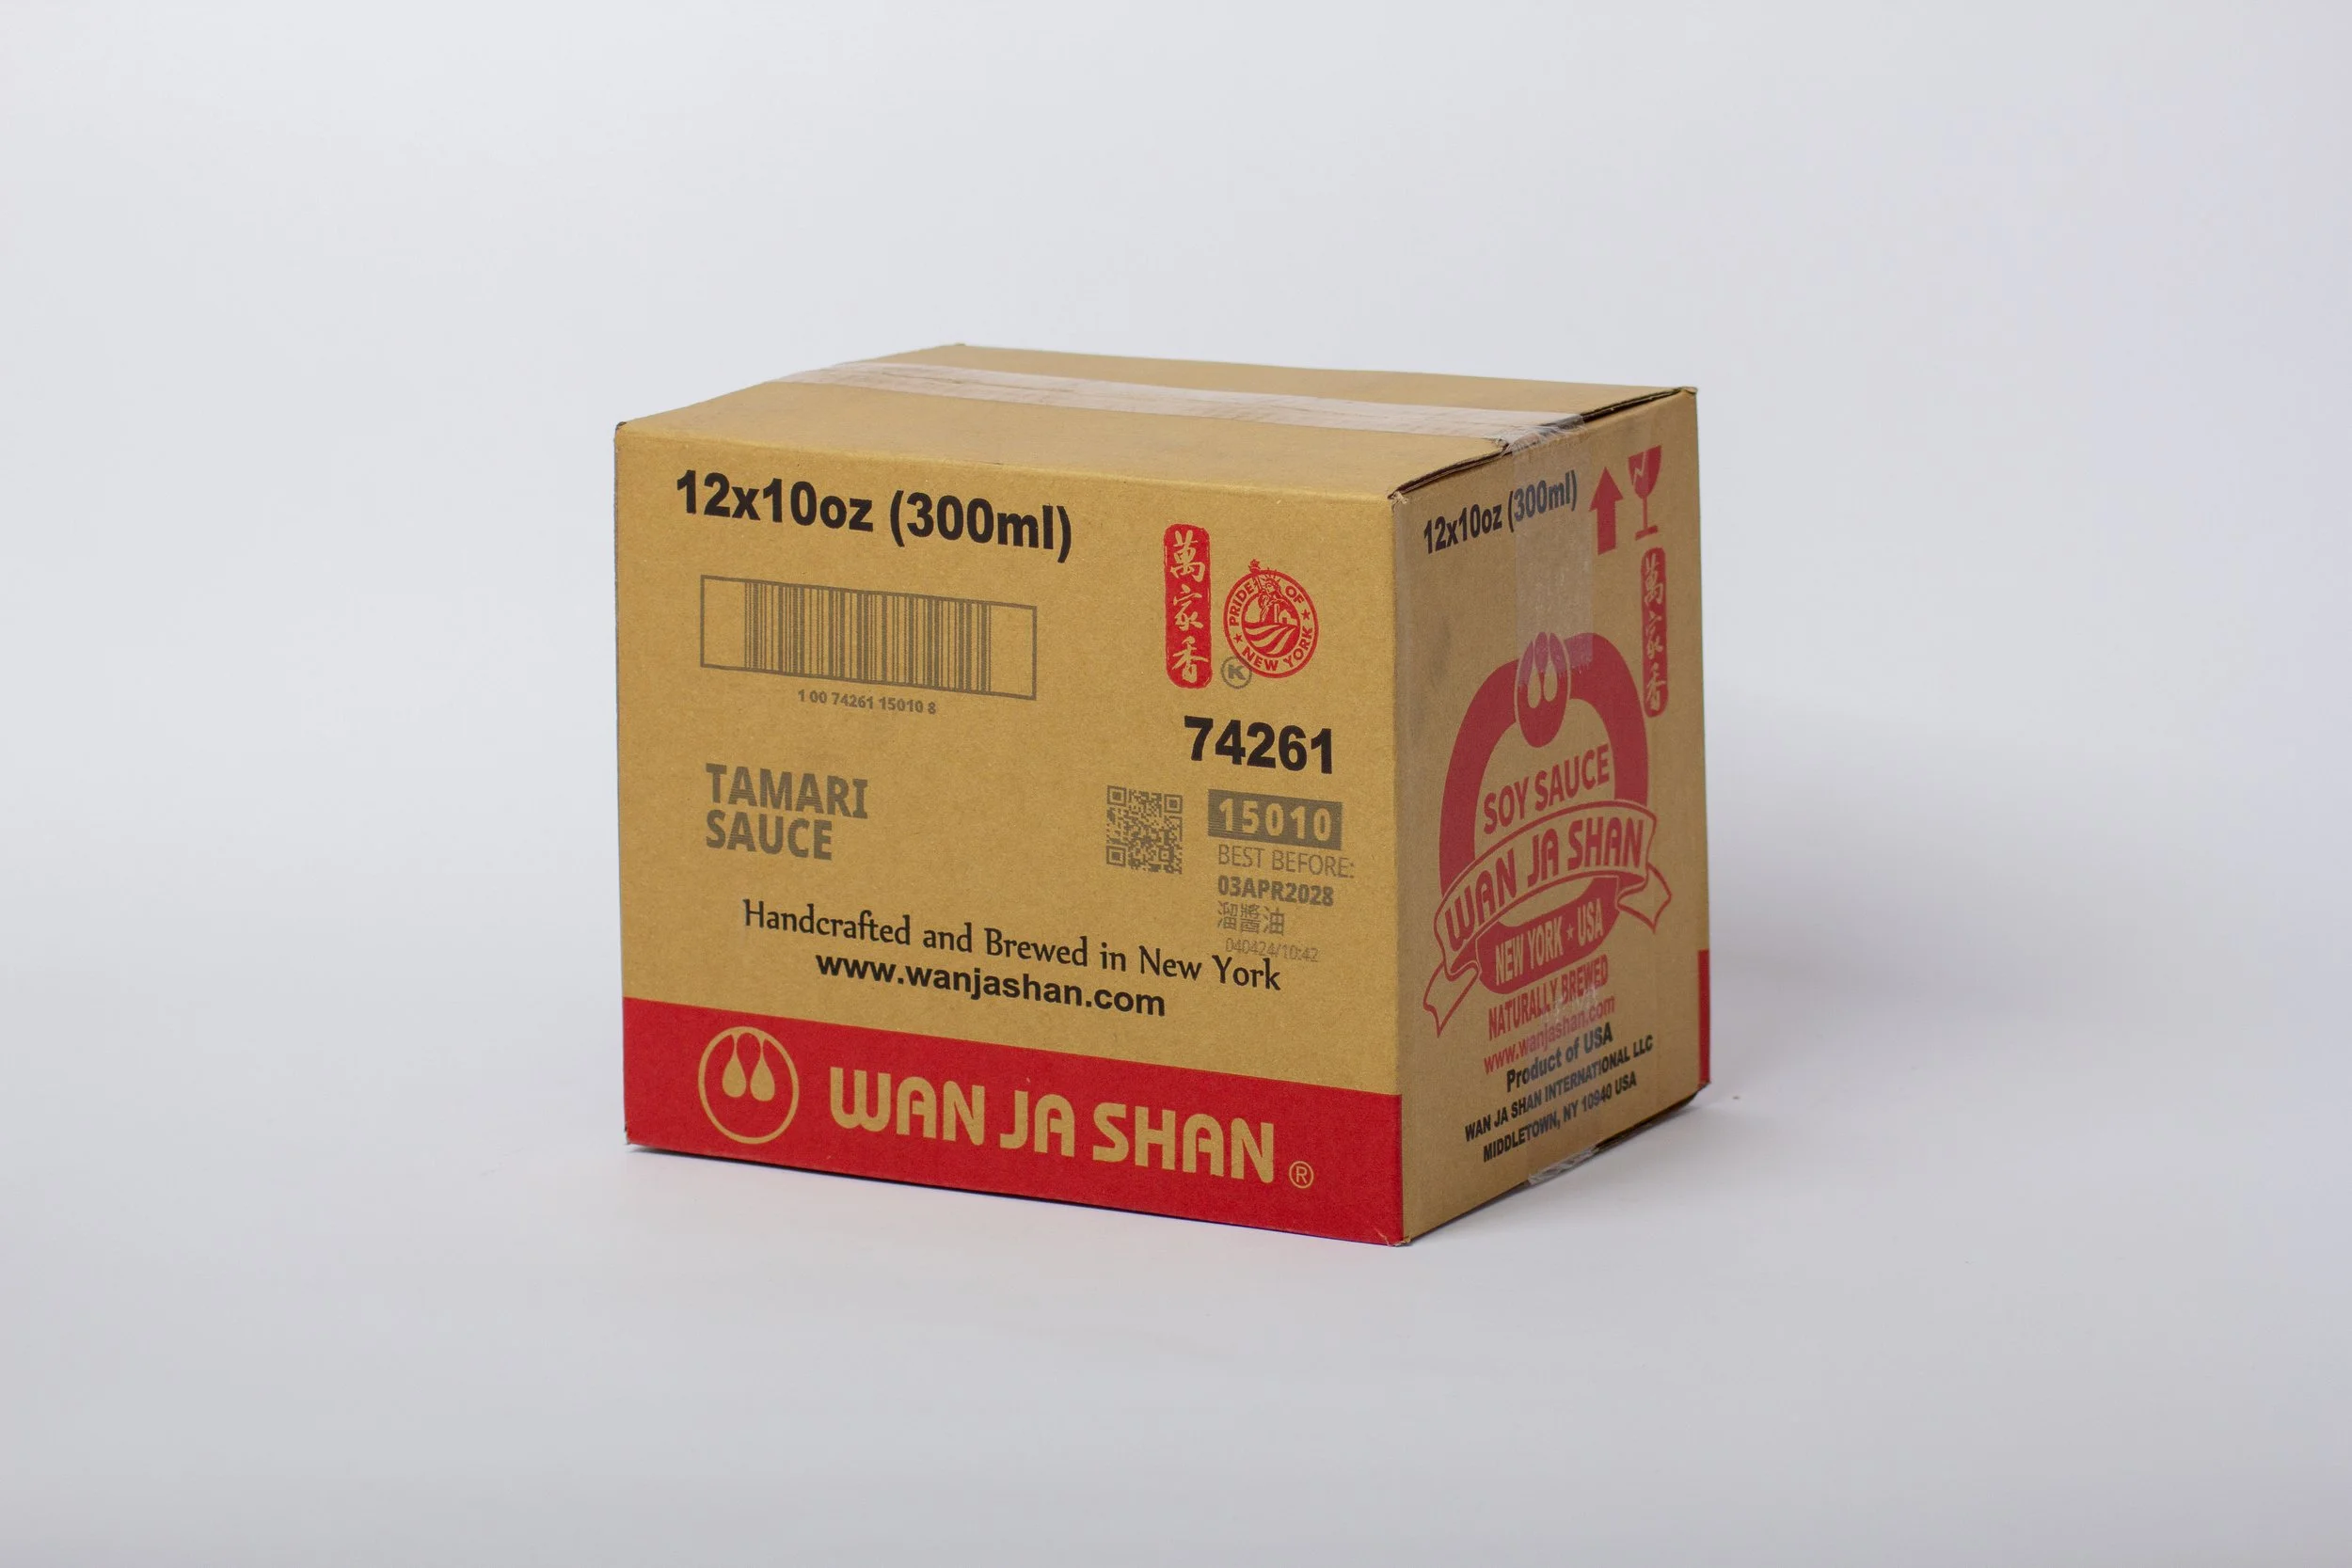 12x10oz (300ml)
萬家香
PRIDE OF NEW YORK
K
1 00 74261 15010 8
74261
TAMARI
SAUCE
15010
BEST BEFORE:
03APR2028
溜醬油
040424/10:42
Handcrafted and Brewed in New York
www.wanjashan.com
WAN JA SHAN ®
12x10oz (300ml)
萬家香
SOY SAUCE
WAN JA SHAN
NEW YORK * USA
NATURALLY BREWED
www.wanjashan.com
Product of USA
WAN JA SHAN INTERNATIONAL LLC
MIDDLETOWN, NY 10940 USA